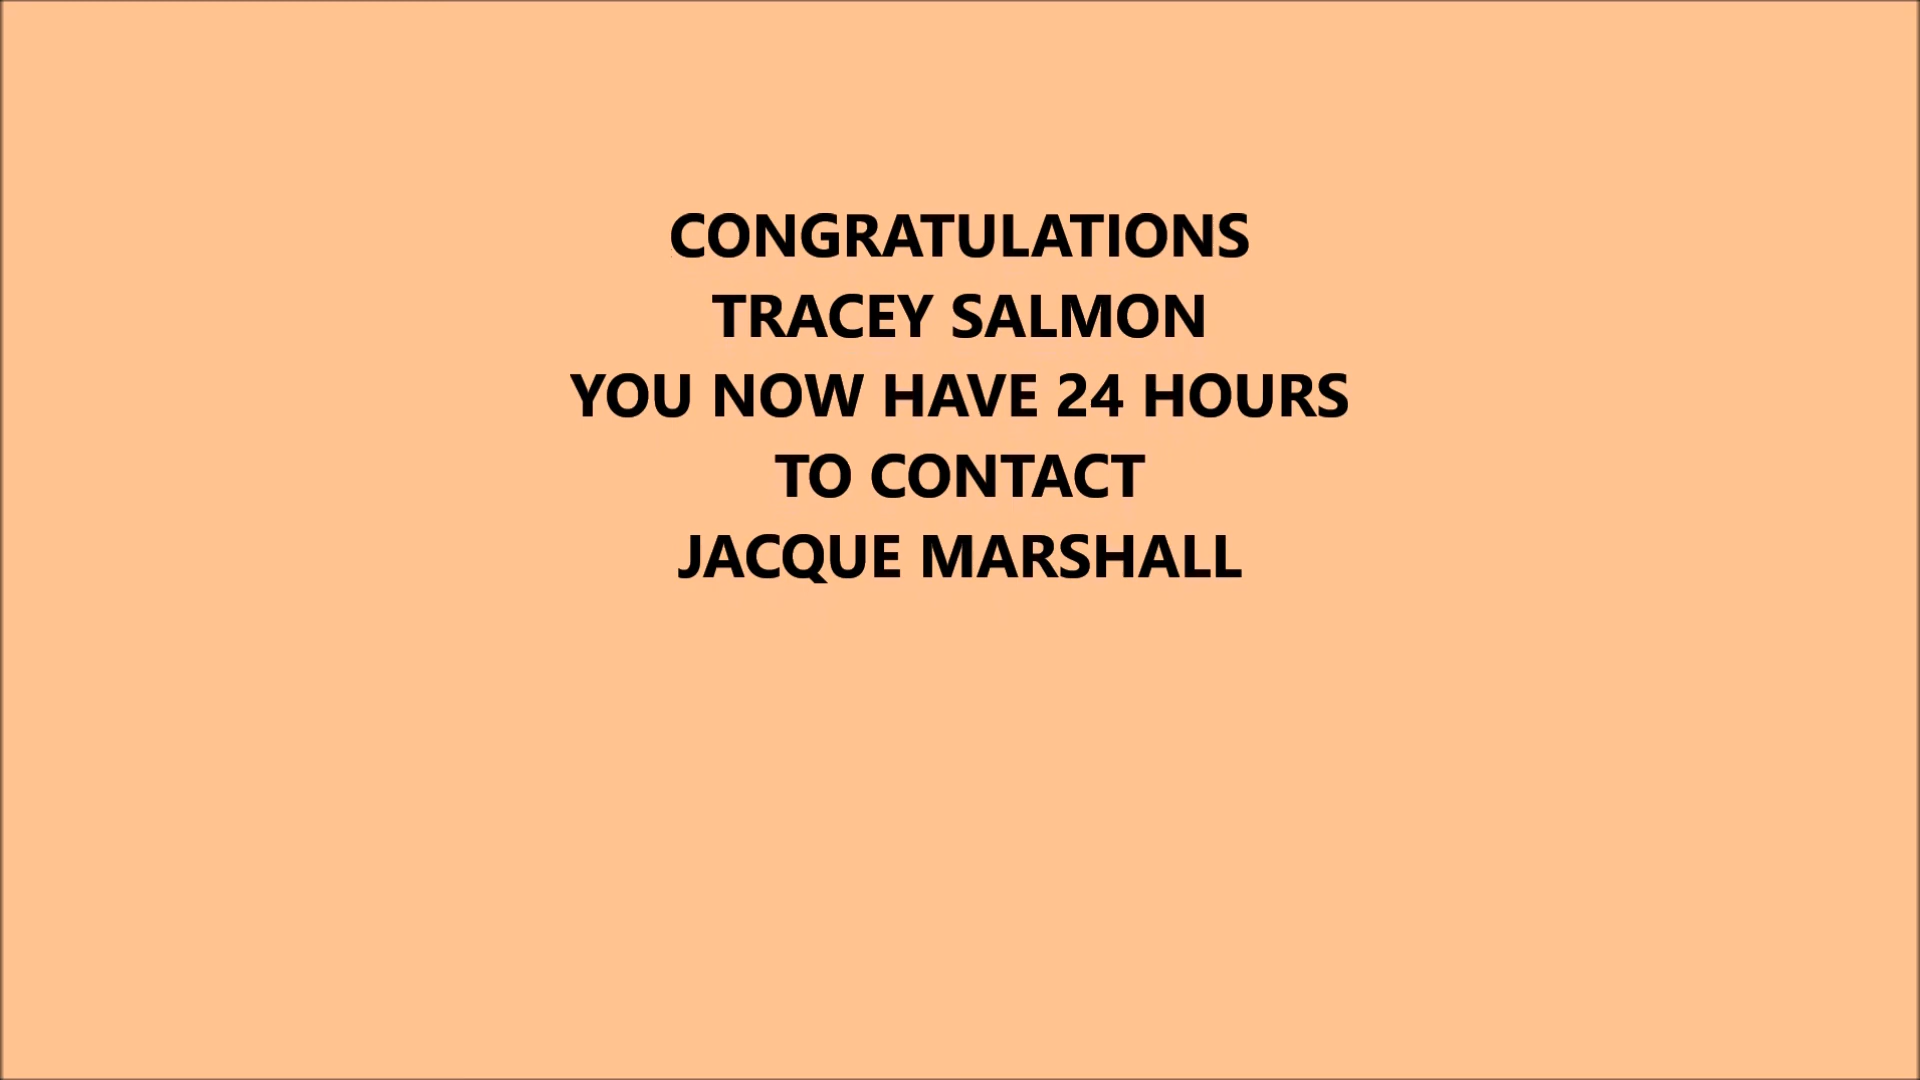 CONGRATULATIONS
TRACEY SALMON
YOU NOW HAVE 24 HOURS
TO CONTACT
JACQUE MARSHALL